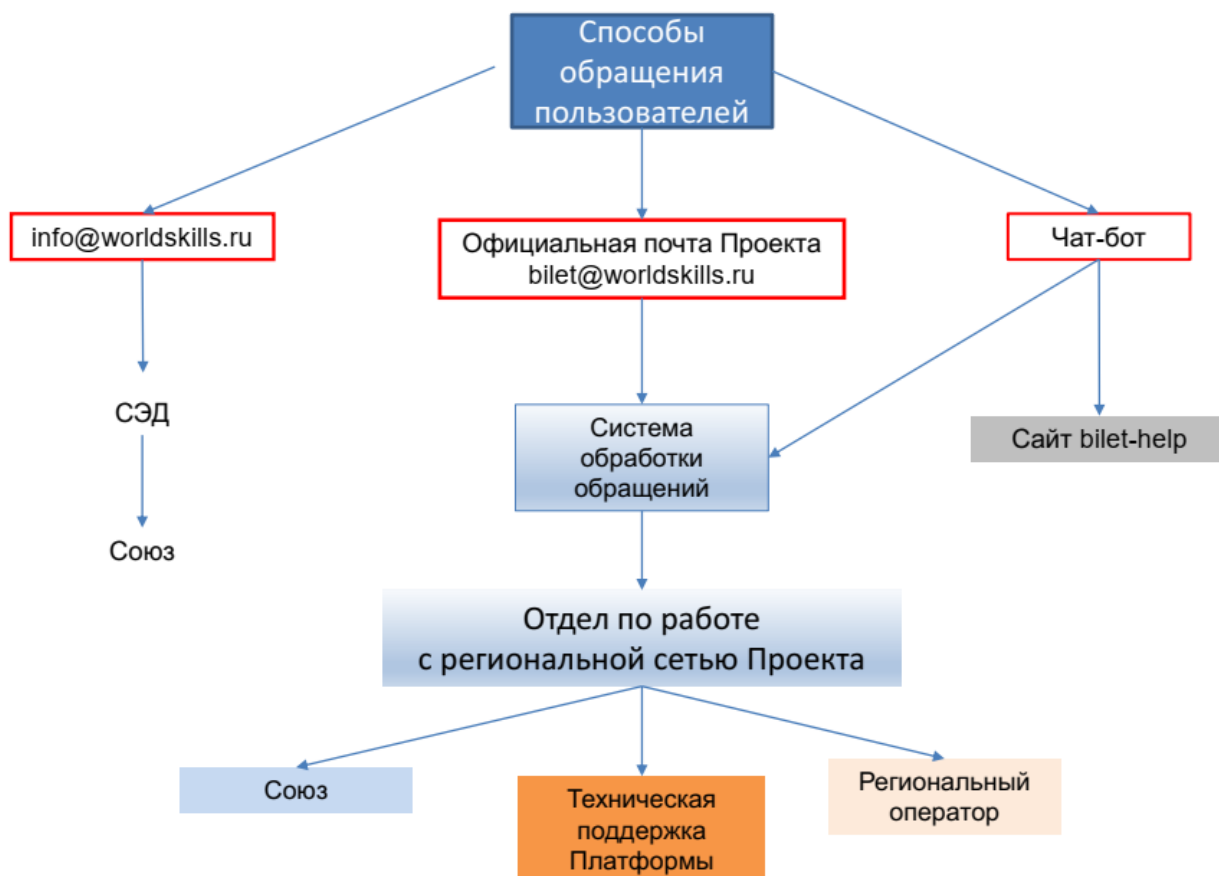 Способы
обращения
пользователей
info@worldskills.ru
Официальная почта Проекта
bilet@worldskills.ru
Чат-бот
СЭД
Система
обработки
обращений
Сайт bilet-help
Союз
Отдел по работе
с региональной сетью Проекта
Союз
Техническая
поддержка
Платформы
Региональный
оператор